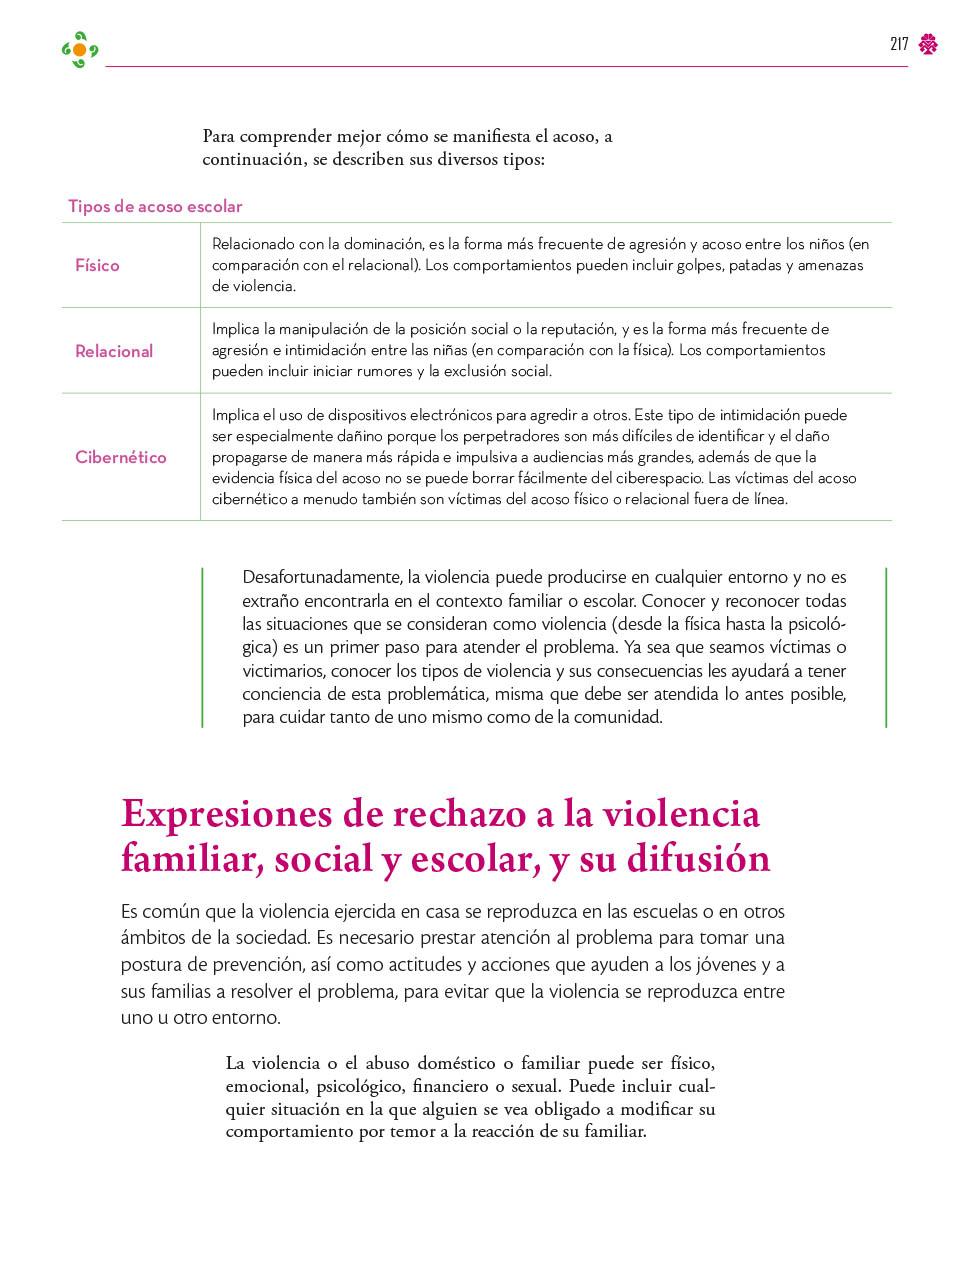 217
Para comprender mejor cómo se manifiesta el acoso, a
continuación, se describen sus diversos tipos:
Tipos de acoso escolar
Físico
Relacionado con la dominación, es la forma más frecuente de agresión y acoso entre los niños (en
comparación con el relacional). Los comportamientos pueden incluir golpes, patadas y amenazas
de violencia.
Relacional
Implica la manipulación de la posición social o la reputación, y es la forma más frecuente de
agresión e intimidación entre las niñas (en comparación con la física). Los comportamientos
pueden incluir iniciar rumores y la exclusión social.
Cibernético
Implica el uso de dispositivos electrónicos para agredir a otros. Este tipo de intimidación puede
ser especialmente dañino porque los perpetradores son más difíciles de identificar y el daño
propagarse de manera más rápida e impulsiva a audiencias más grandes, además de que la
evidencia física del acoso no se puede borrar fácilmente del ciberespacio. Las víctimas del acoso
cibernético a menudo también son víctimas del acoso físico o relacional fuera de línea.
Desafortunadamente, la violencia puede producirse en cualquier entorno y no es
extraño encontrarla en el contexto familiar o escolar. Conocer y reconocer todas
las situaciones que se consideran como violencia (desde la física hasta la psicoló-
gica) es un primer paso para atender el problema. Ya sea que seamos víctimas o
victimarios, conocer los tipos de violencia y sus consecuencias les ayudará a tener
conciencia de esta problemática, misma que debe ser atendida lo antes posible,
para cuidar tanto de uno mismo como de la comunidad.
Expresiones de rechazo a la violencia
familiar, social y escolar, y su difusión
Es común que la violencia ejercida en casa se reproduzca en las escuelas o en otros
ámbitos de la sociedad. Es necesario prestar atención al problema para tomar una
postura de prevención, así como actitudes y acciones que ayuden a los jóvenes y a
sus familias a resolver el problema, para evitar que la violencia se reproduzca entre
uno u otro entorno.
La violencia o el abuso doméstico o familiar puede ser físico,
emocional, psicológico, financiero o sexual. Puede incluir cual-
quier situación en la que alguien se vea obligado a modificar su
comportamiento por temor a la reacción de su familiar.